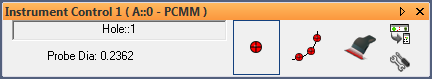 Instrument Control 1 ( A::0 - PCMM )
Hole::1
Probe Dia: 0.2362